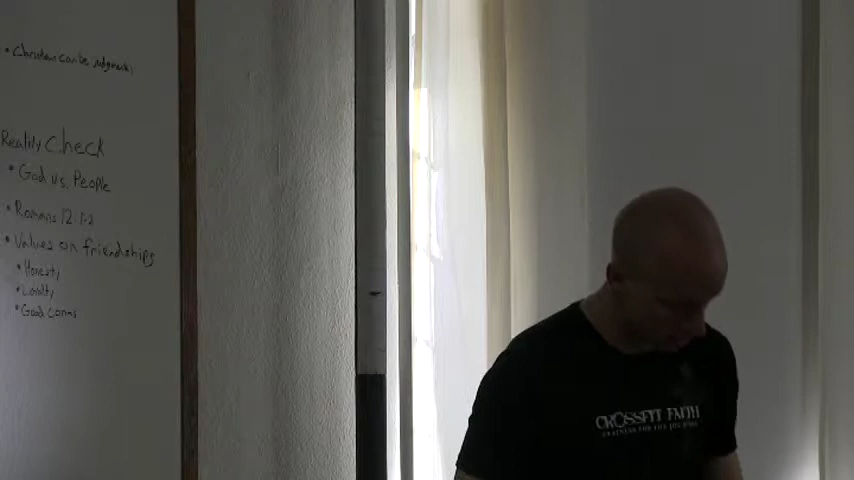 • Christians can be judgmental
Reality Check
• God vs. People
• Romans 12:1-2
• Values on friendships
• Honesty
• Loyalty
• Good coms
CROSSFIT FAITH